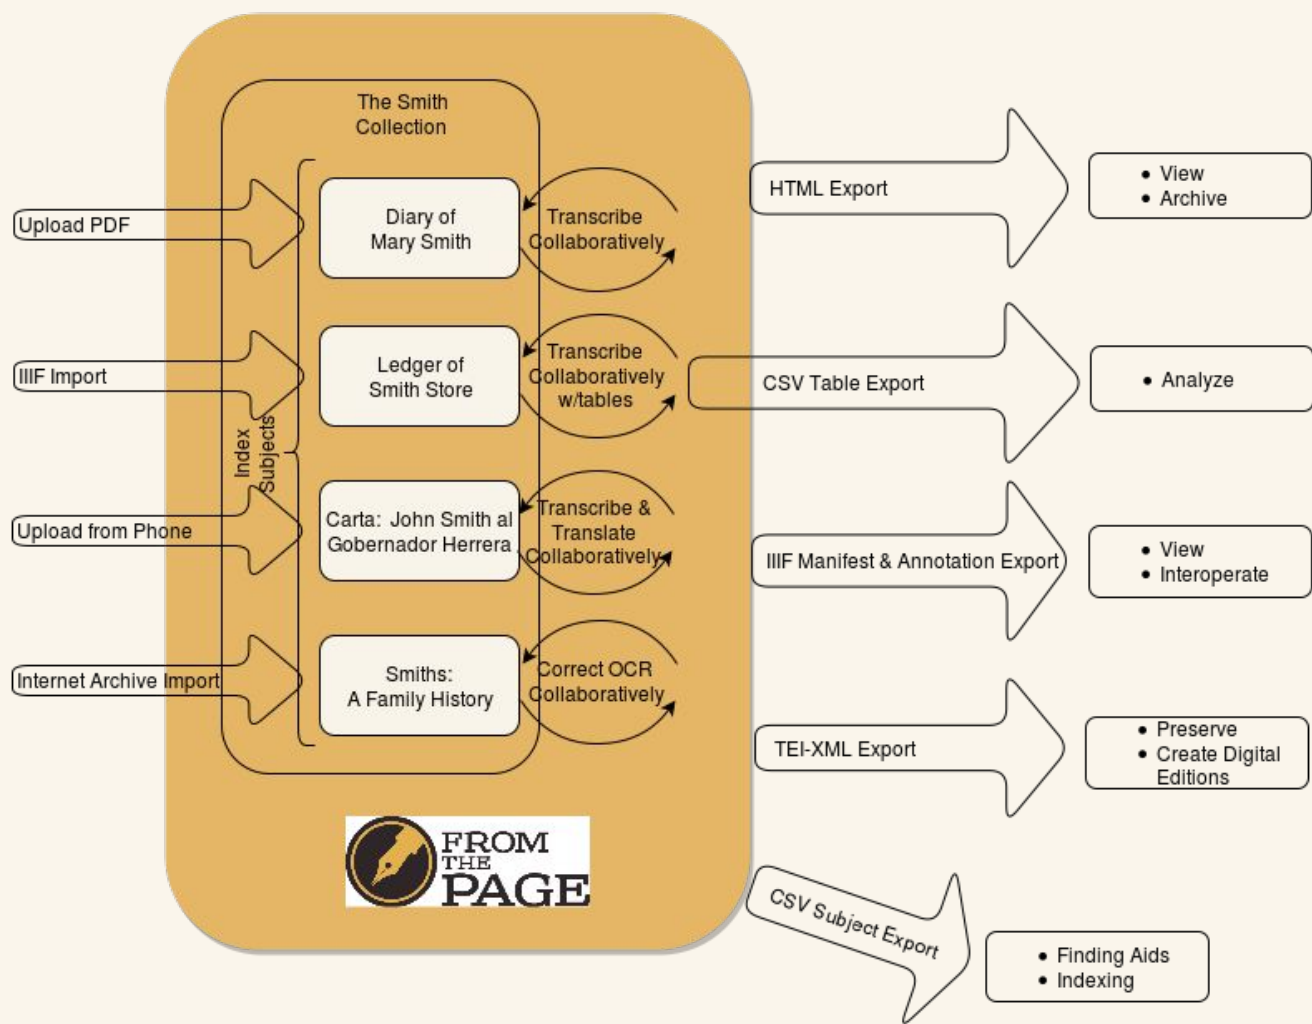 The Smith
Collection
Upload PDF
Diary of
Mary Smith
Transcribe
Collaboratively
HTML Export
• View
• Archive
IIIF Import
Ledger of
Smith Store
Transcribe
Collaboratively
w/tables
CSV Table Export
• Analyze
Index
Subjects
Upload from Phone
Carta: John Smith al
Gobernador Herrera
Transcribe &
Translate
Collaboratively
IIIF Manifest & Annotation Export
• View
• Interoperate
Internet Archive Import
Smiths:
A Family History
Correct OCR
Collaboratively
TEI-XML Export
• Preserve
• Create Digital
Editions
FROM
THE
PAGE
CSV Subject Export
• Finding Aids
• Indexing